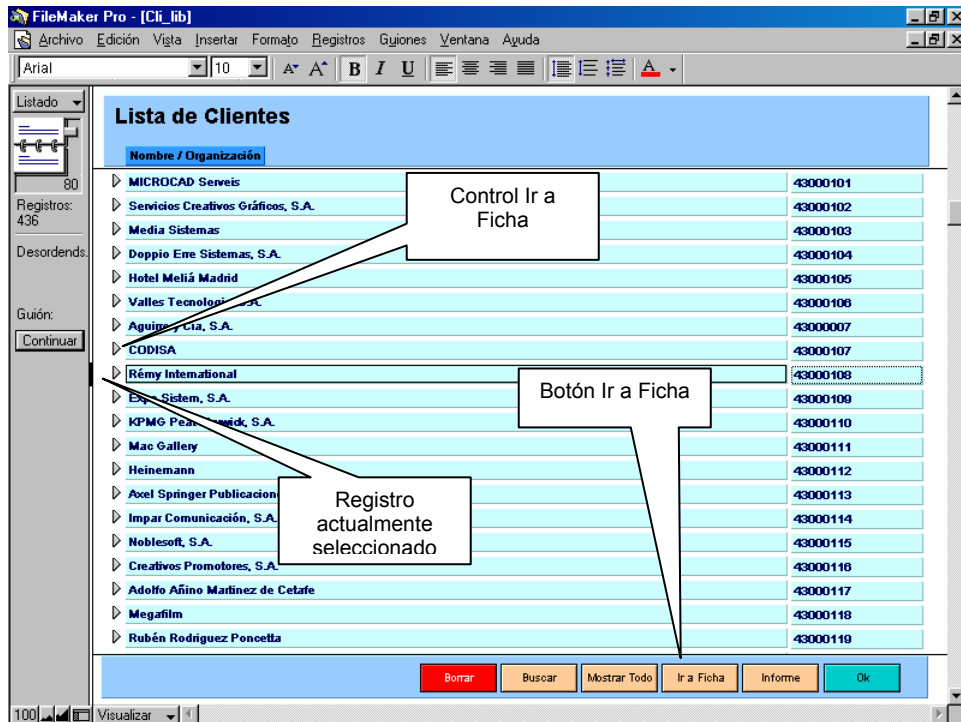 FileMaker Pro - [Cli_lib]
Archivo Edición Vista Insertar Formato Registros Guiones Ventana Ayuda
Arial 10 A A B I U A
Listado
80
Registros:
436
Desordends.
Guión:
Continuar
Lista de Clientes
Nombre / Organización
MICROCAD Serveis 43000101
Servicios Creativos Gráficos, S.A. 43000102
Media Sistemas 43000103
Doppio Erre Sistemas, S.A. 43000104
Hotel Meliá Madrid 43000105
Valles 43000106
Aguirre y Cia, S.A. 43000007
CODISA 43000107
Rémy International 43000108
Sistem, S.A. 43000109
KPMG S.A. 43000110
Mac Gallery 43000111
Heinemann 43000112
Axel Springer 43000113
Impar Comunicación, S.A. 43000114
Noblesoft, S.A. 43000115
Creativos Promotores, S.A. 43000116
Adolfo Añino Martinez de Cetafe 43000117
Megafilm 43000118
Rubén Rodriguez Poncetta 43000119
Control Ir a
Ficha
Botón Ir a Ficha
Registro
actualmente
seleccionado
Borrar Buscar Mostrar Todo Ir a Ficha Informe Ok
100 Visualizar